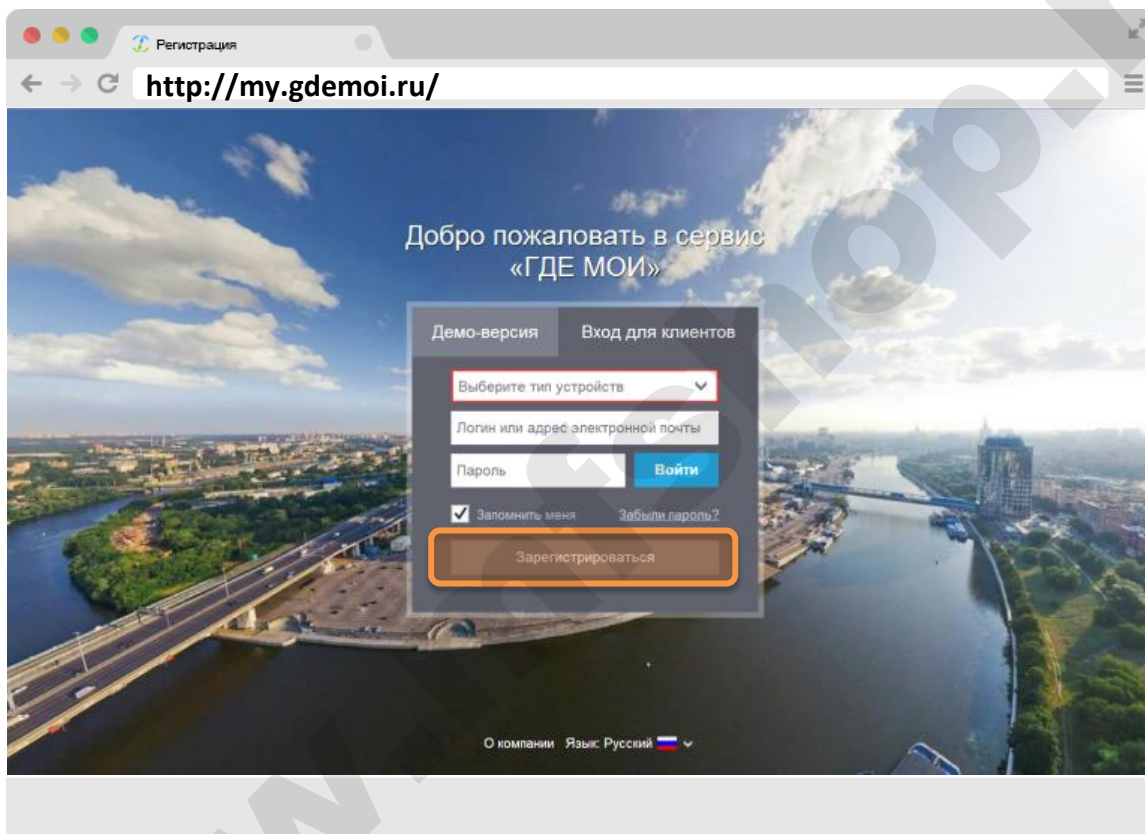 Регистрация
http://my.gdemoi.ru/
Добро пожаловать в сервис
«ГДЕ МОИ»
Демо-версия Вход для клиентов
Выберите тип устройств
Логин или адрес электронной почты
Пароль Войти
Запомнить меня Забыли пароль?
Зарегистрироваться
О компании Язык: Русский